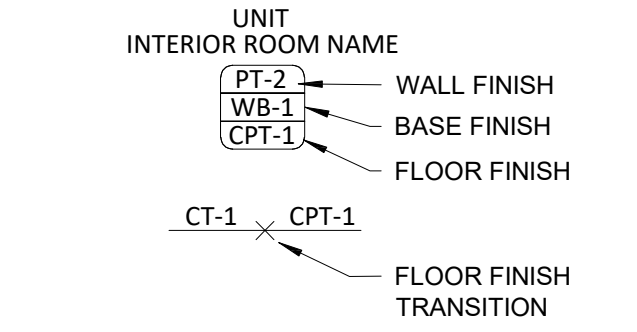 UNIT
INTERIOR ROOM NAME
PT-2
WALL FINISH
WB-1
BASE FINISH
CPT-1
FLOOR FINISH
CT-1 CPT-1
FLOOR FINISH
TRANSITION